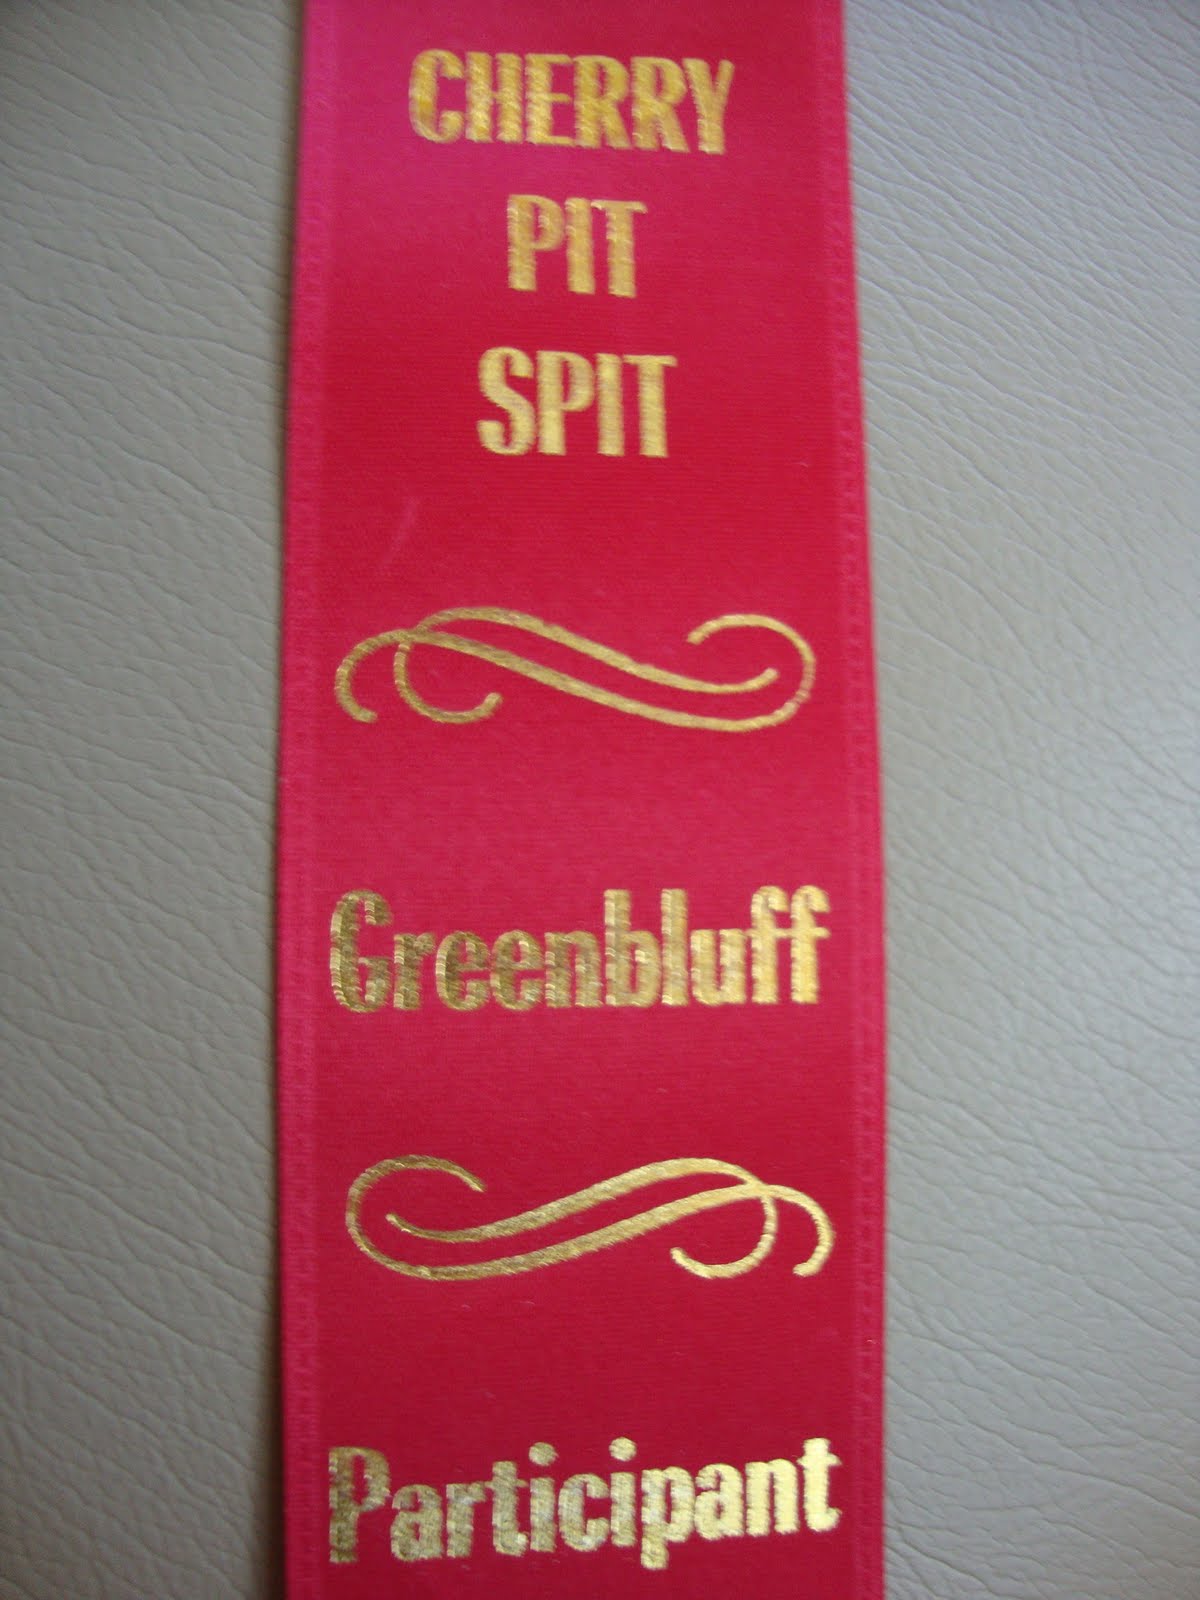 CHERRY
PIT
SPIT
Greenbluff
Participant